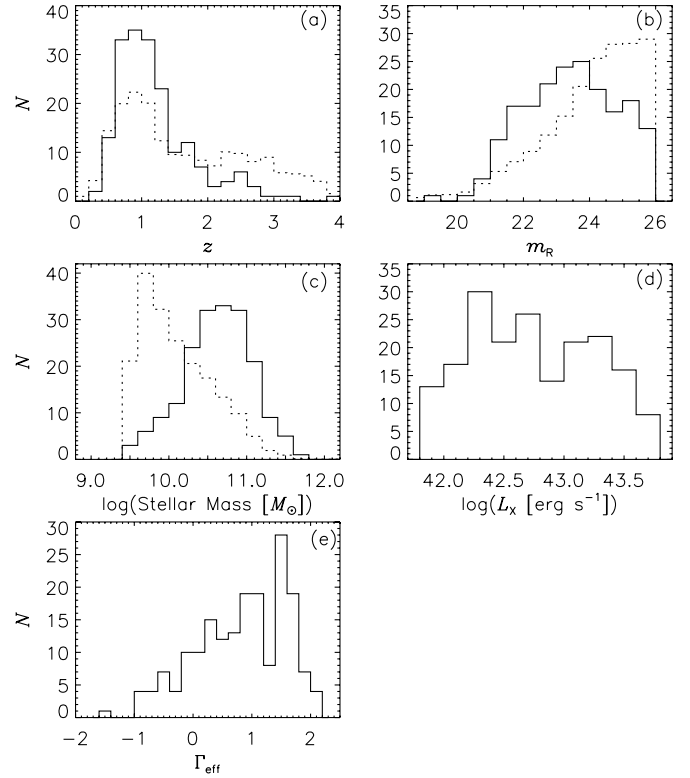 40
30
20
10
0
N
(a)
0 1 2 3 4
z
35
30
25
20
15
10
5
0
(b)
20 22 24 26
m_R
40
30
20
10
0
N
(c)
9.0 10.0 11.0 12.0
log(Stellar Mass [M_⊙])
35
30
25
20
15
10
5
0
(d)
42.0 42.5 43.0 43.5
log(L_X [erg s⁻¹])
30
25
20
15
10
5
0
N
(e)
−2 −1 0 1 2
Γ_eff